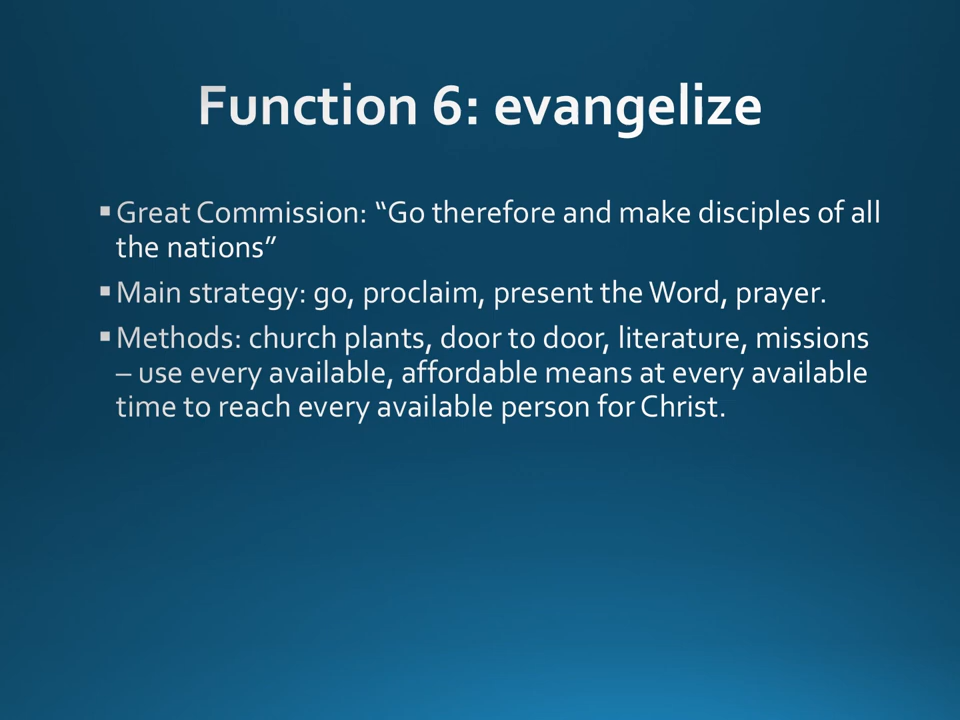 Function 6: evangelize
▪Great Commission: “Go therefore and make disciples of all
the nations”
▪Main strategy: go, proclaim, present the Word, prayer.
▪Methods: church plants, door to door, literature, missions
– use every available, affordable means at every available
time to reach every available person for Christ.